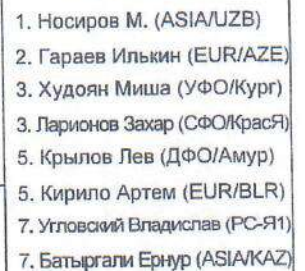 1. Носиров М. (ASIA/UZB)
2. Гараев Илькин (EUR/AZE)
3. Худоян Миша (УФО/Кург)
3. Ларионов Захар (СФО/КрасЯ)
5. Крылов Лев (ДФО/Амур)
5. Кирило Артем (EUR/BLR)
7. Угловский Владислав (РС-Я1)
7. Батыргали Ернур (ASIA/KAZ)